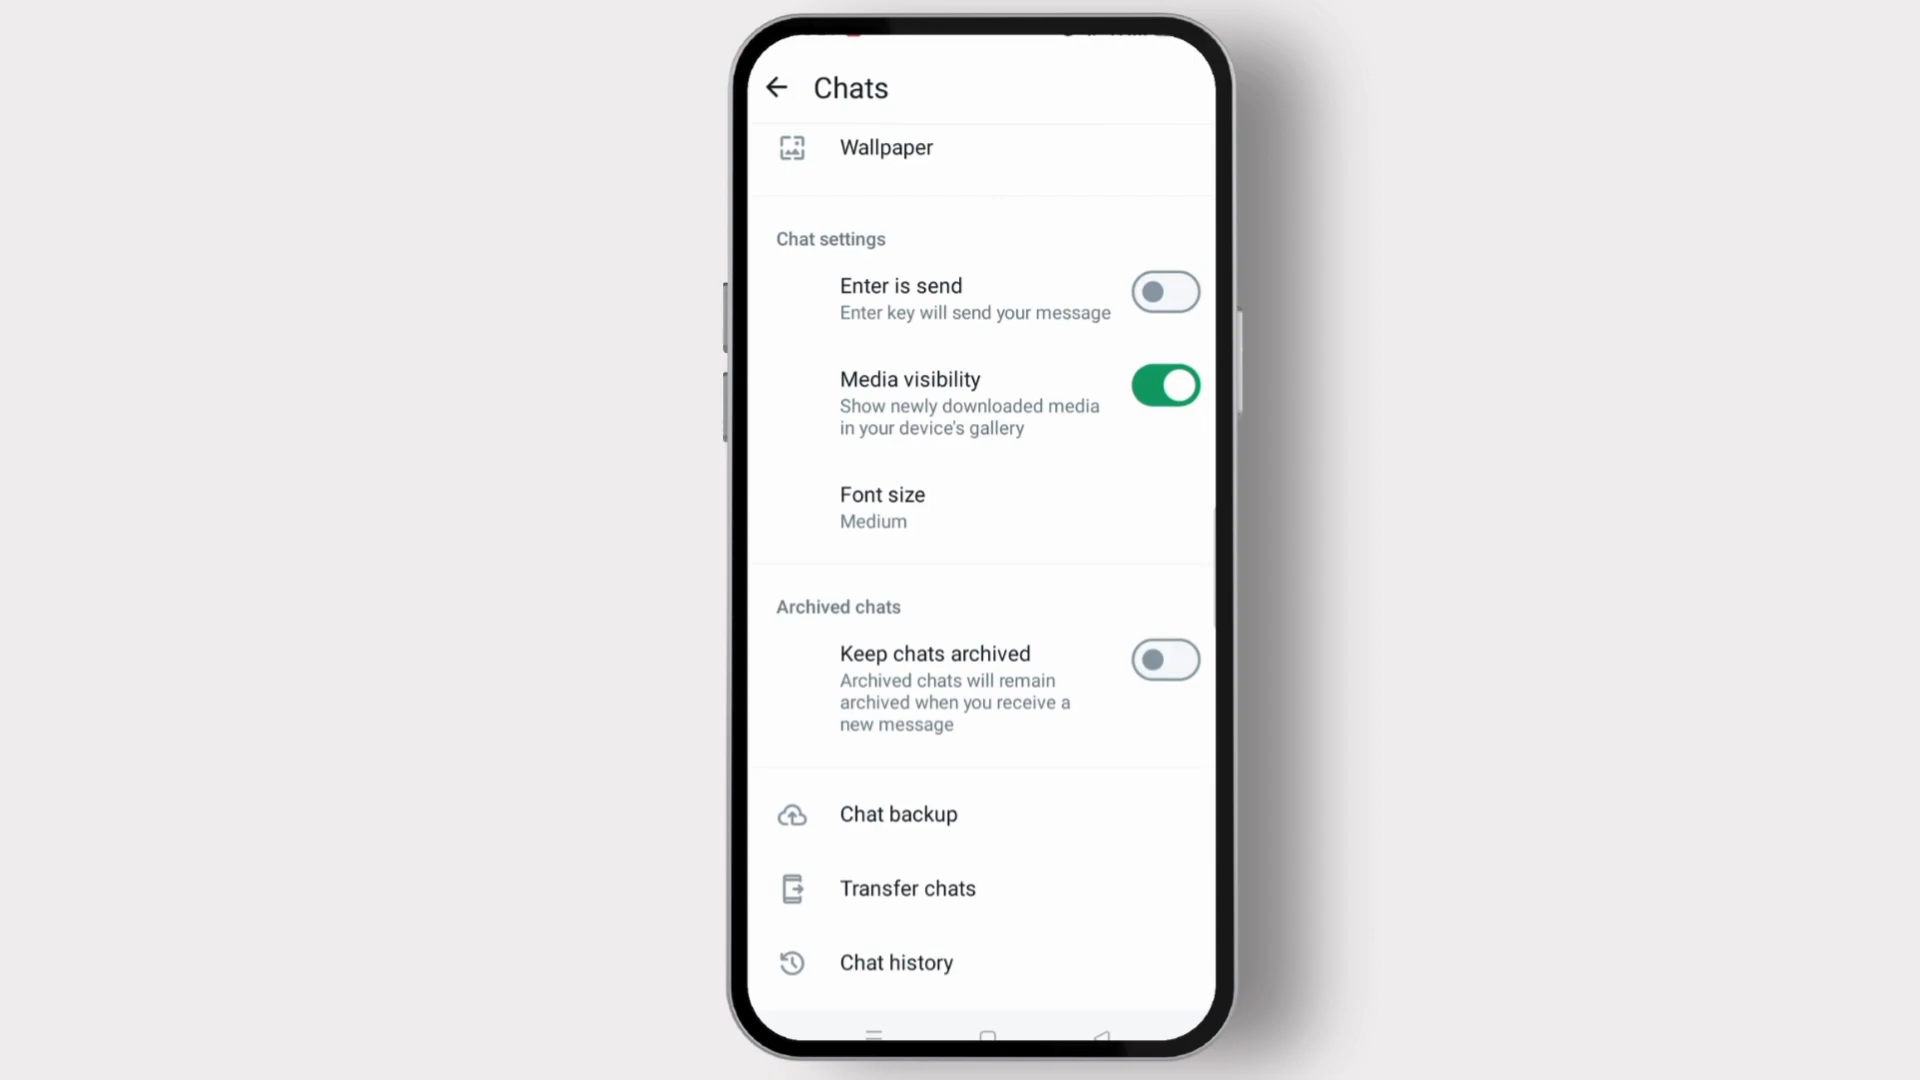 Chats
Wallpaper
Chat settings
Enter is send
Enter key will send your message
Media visibility
Show newly downloaded media
in your device's gallery
Font size
Medium
Archived chats
Keep chats archived
Archived chats will remain
archived when you receive a
new message
Chat backup
Transfer chats
Chat history